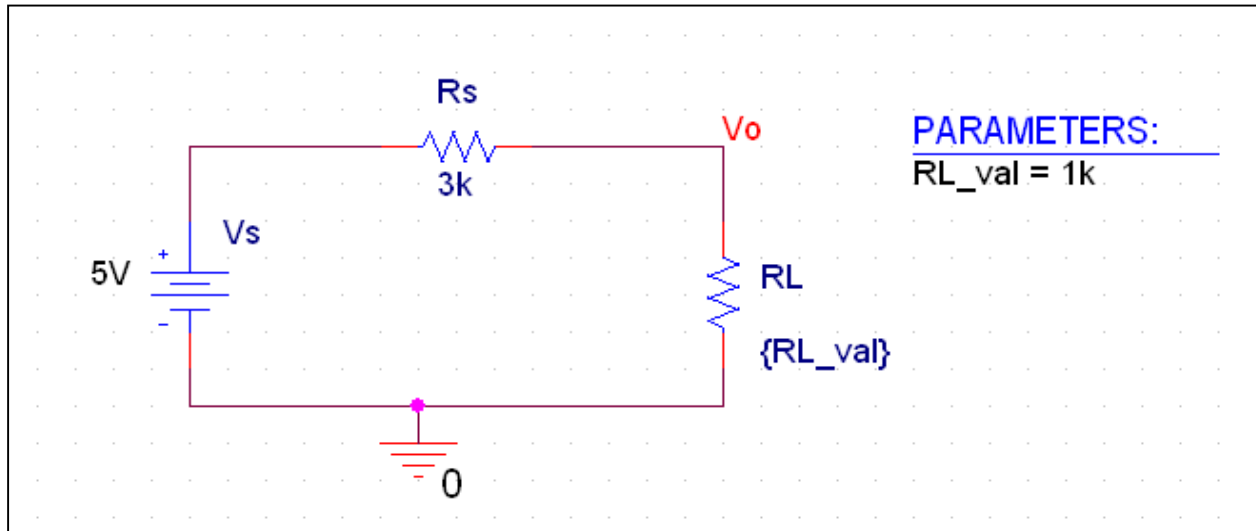 Rs
3k
Vo
PARAMETERS:
RL_val = 1k
Vs
+
5V
−
RL
{RL_val}
0